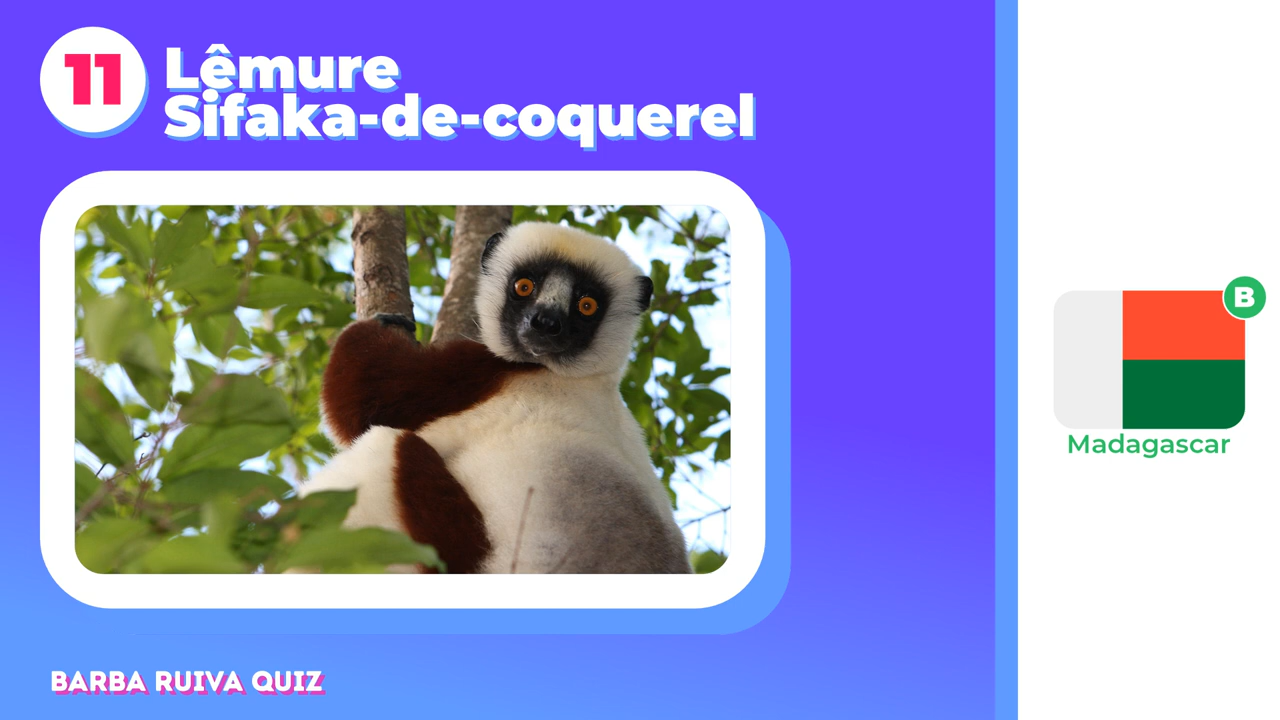 11
Lêmure
Sifaka-de-coquerel
B
Madagascar
BARBA RUIVA QUIZ